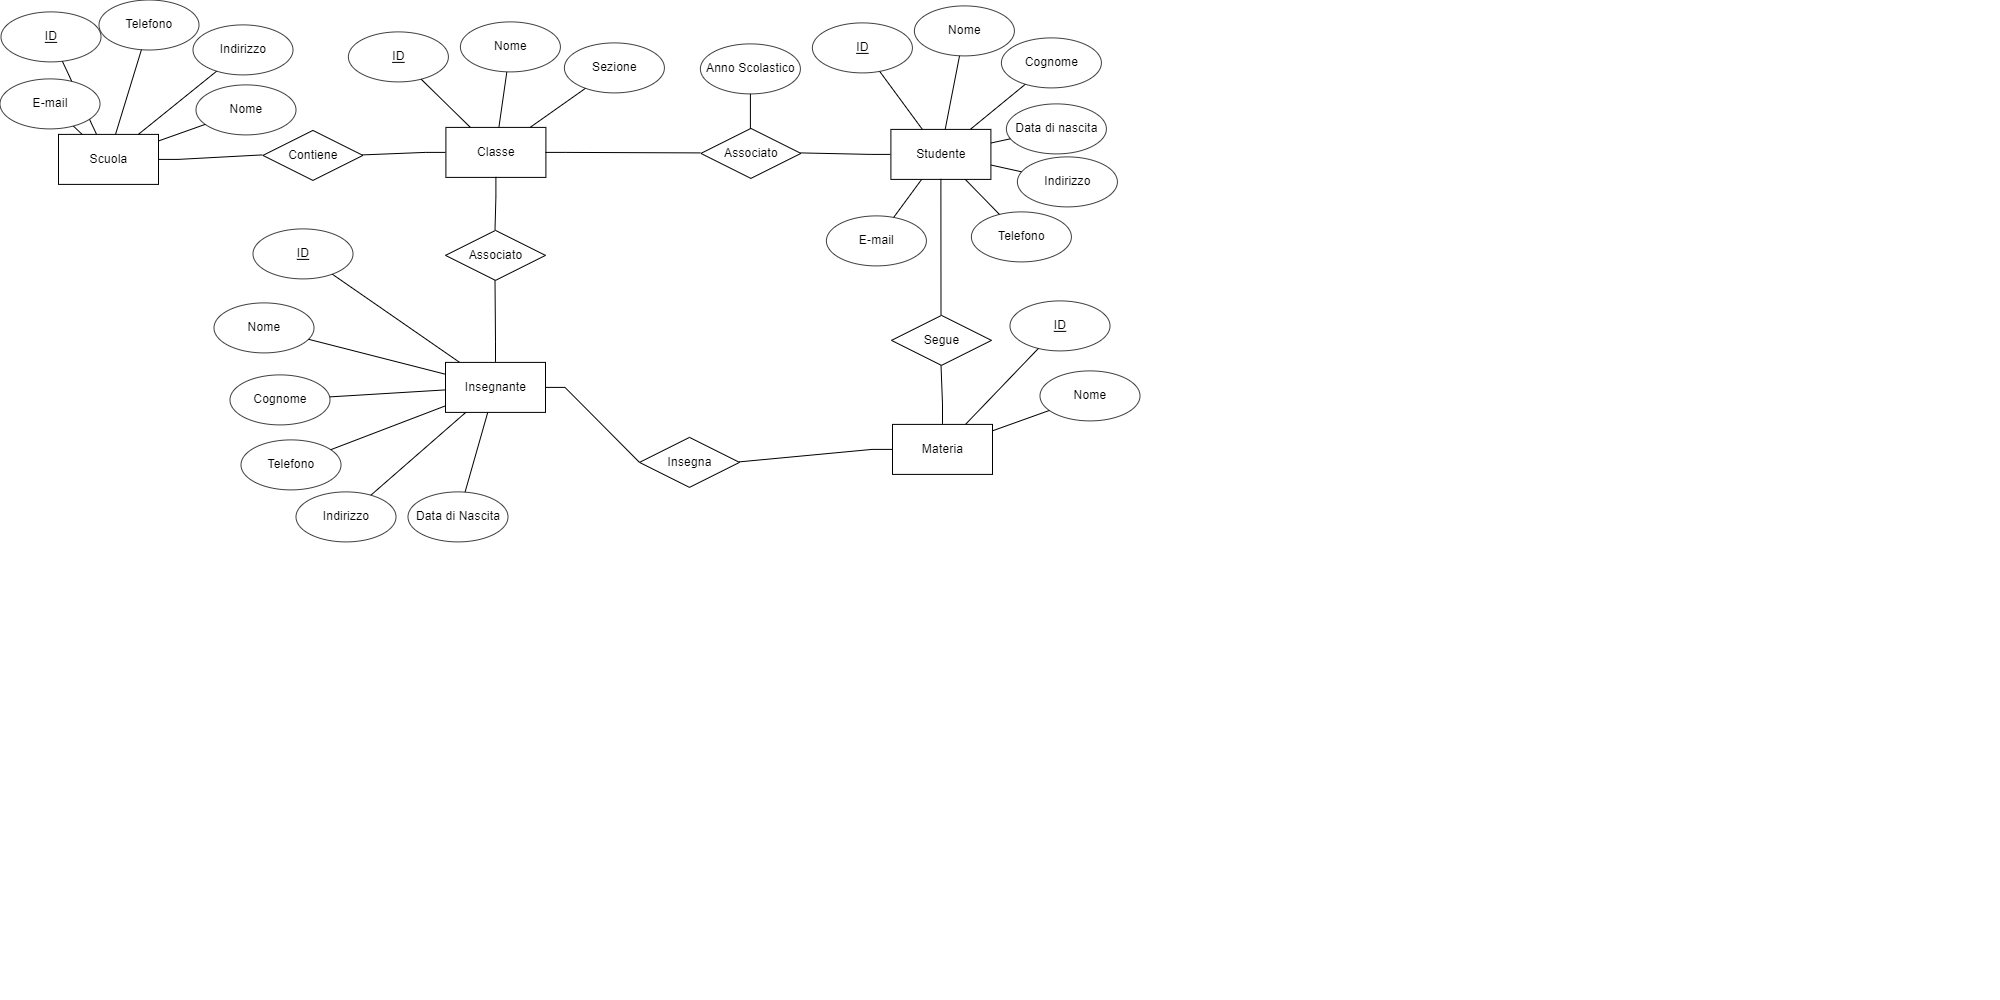 ID
Telefono
Indirizzo
E-mail
Nome
Scuola
Contiene
ID
Nome
Sezione
Classe
Anno Scolastico
Associato
ID
Nome
Cognome
Data di nascita
Studente
Indirizzo
E-mail
Telefono
Associato
ID
Nome
Cognome
Telefono
Indirizzo
Data di Nascita
Insegnante
Insegna
Segue
ID
Nome
Materia